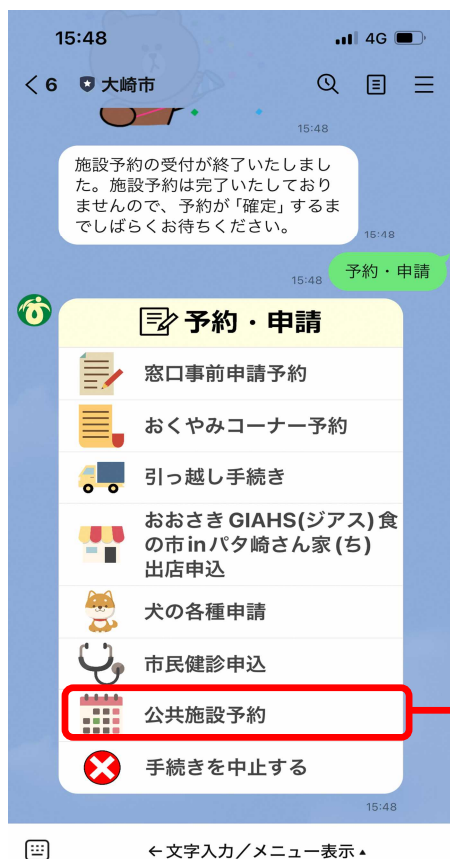 15:48
4G
6 大崎市
15:48
施設予約の受付が終了いたしまし
た。施設予約は完了いたしており
ませんので、予約が「確定」するま
でしばらくお待ちください。
15:48
予約・申請
15:48
予約・申請
窓口事前申請予約
おくやみコーナー予約
引っ越し手続き
おおさきGIAHS(ジアス)食
の市inパタ崎さん家(ち)
出店申込
犬の各種申請
市民健診申込
公共施設予約
手続きを中止する
15:48
←文字入力/メニュー表示▲